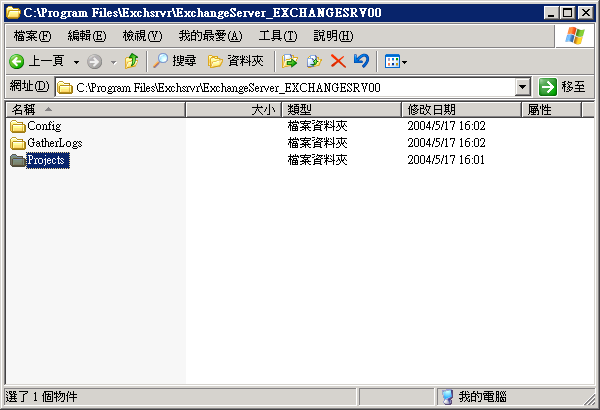 C:\Program Files\Exchsrvr\ExchangeServer_EXCHANGESRV00
檔案(F) 編輯(E) 檢視(V) 我的最愛(A) 工具(T) 說明(H)
上一頁 搜尋 資料夾
網址(D) C:\Program Files\Exchsrvr\ExchangeServer_EXCHANGESRV00 移至
名稱 大小 類型 修改日期 屬性
Config 檔案資料夾 2004/5/17 16:02
GatherLogs 檔案資料夾 2004/5/17 16:02
Projects 檔案資料夾 2004/5/17 16:01
選了 1 個物件 我的電腦